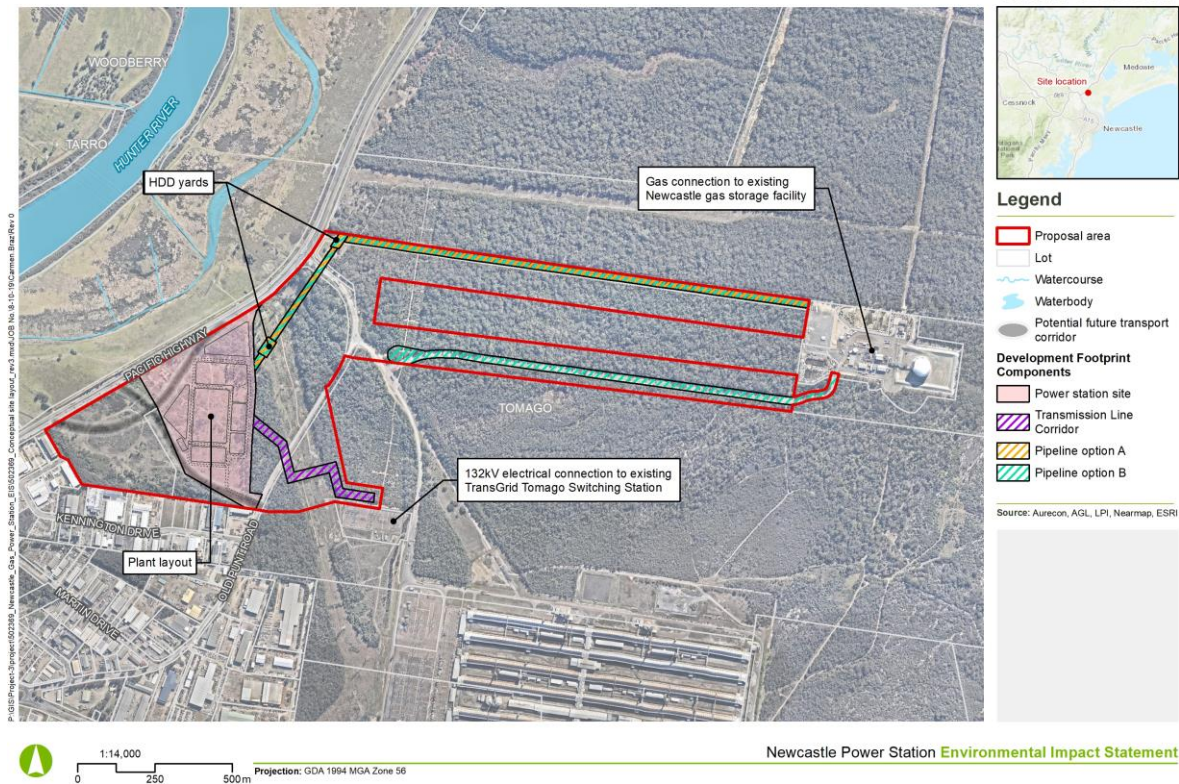 WOODBERRY
TARRO
HUNTER RIVER
HDD yards
Gas connection to existing
Newcastle gas storage facility
PACIFIC HIGHWAY
TOMAGO
132kV electrical connection to existing
TransGrid Tomago Switching Station
KENNINGTON DRIVE
Plant layout
OLD PUNT ROAD
MARTIN DRIVE
Site location
Medowie
Cessnock
Newcastle
Legend
Proposal area
Lot
Watercourse
Waterbody
Potential future transport
corridor
Development Footprint
Components
Power station site
Transmission Line
Corridor
Pipeline option A
Pipeline option B
Source: Aurecon, AGL, LPI, Nearmap, ESRI
1:14,000
0 250 500m
Projection: GDA 1994 MGA Zone 56
Newcastle Power Station Environmental Impact Statement